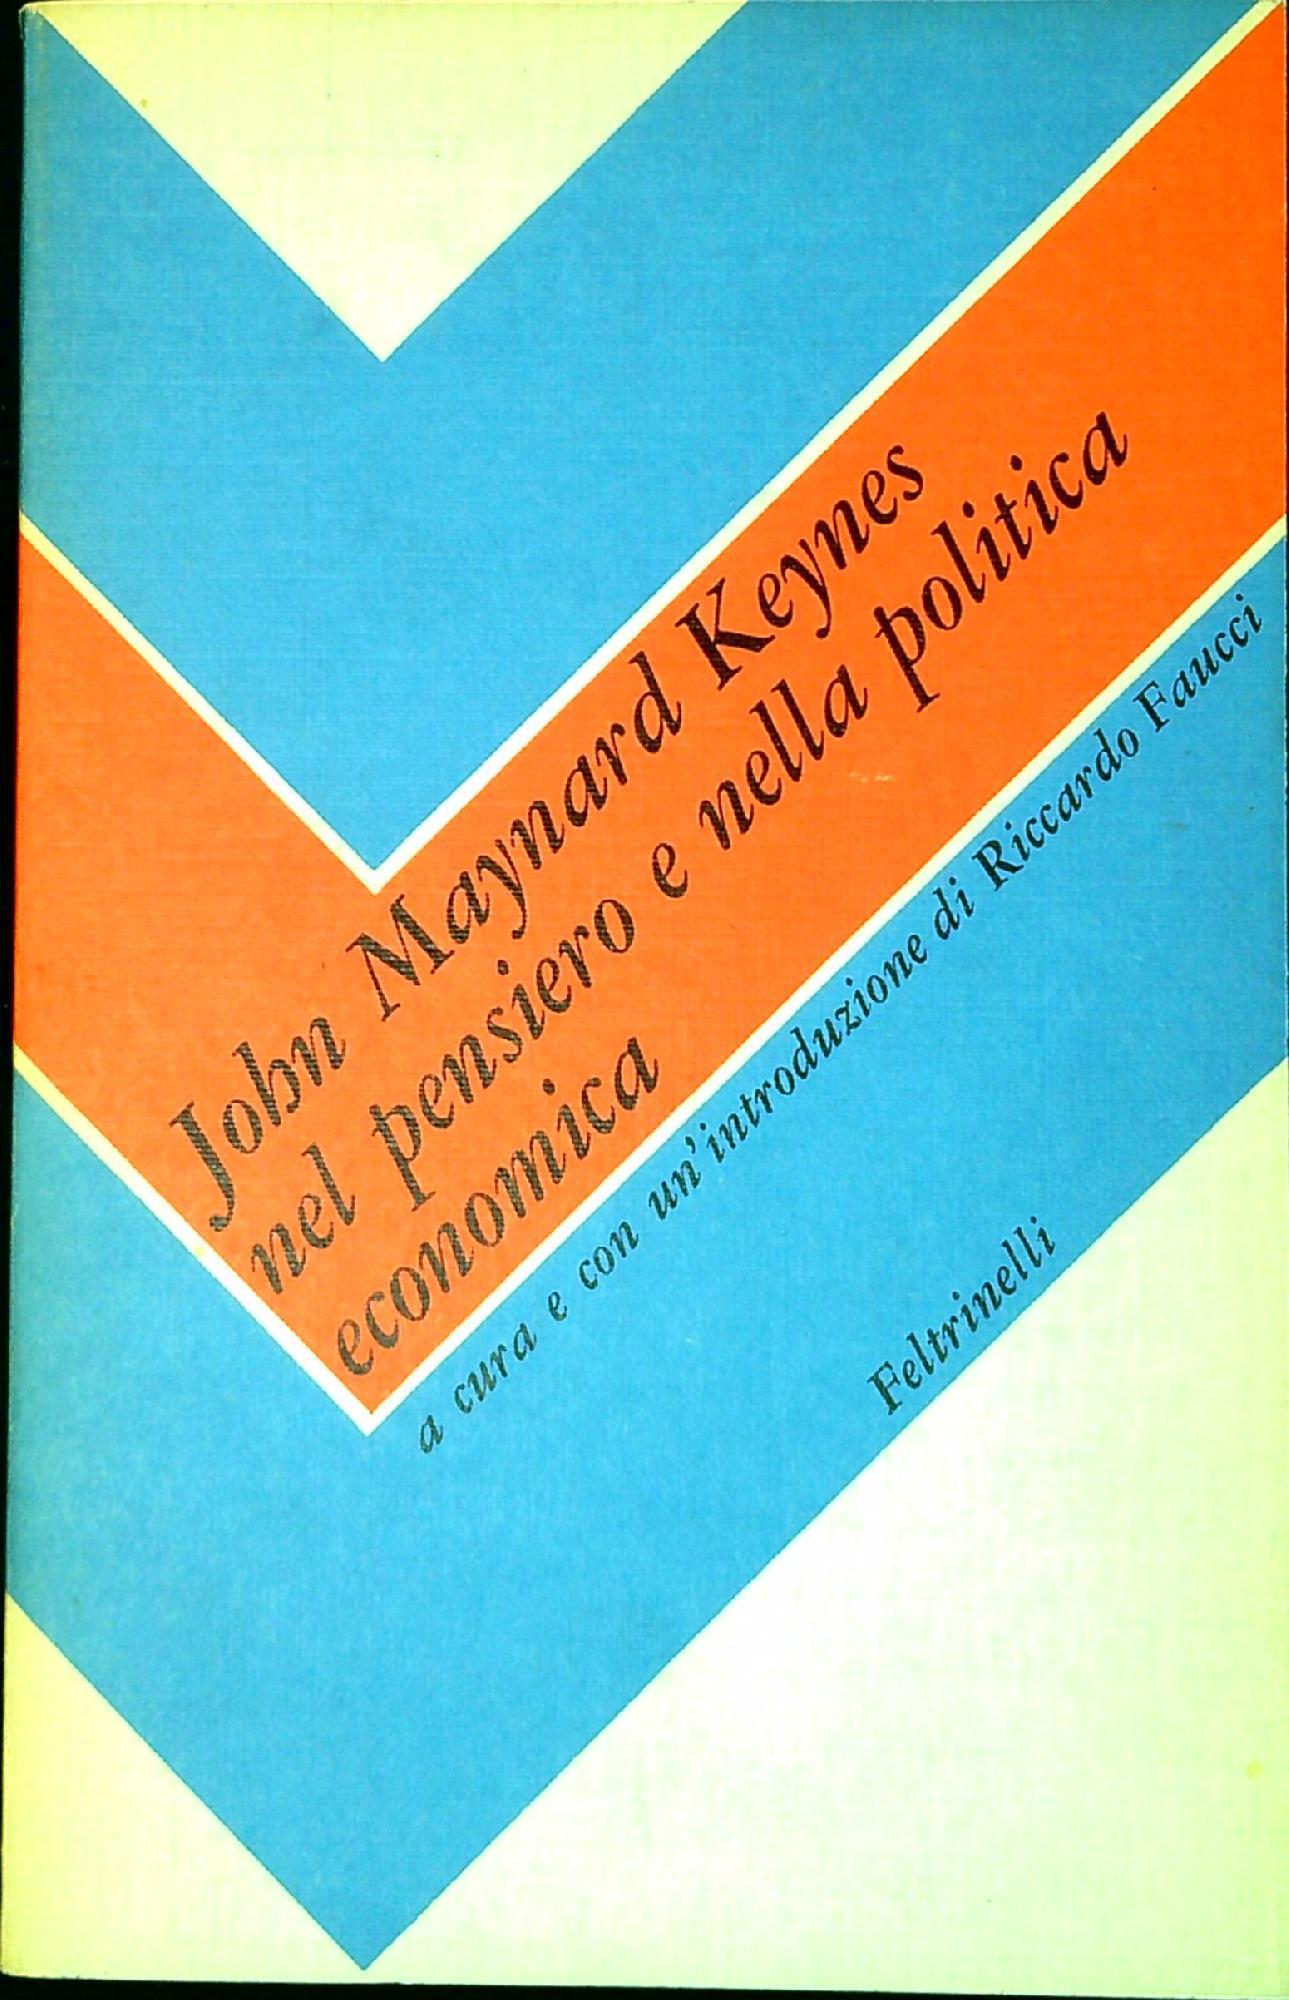 John Maynard Keynes
nel pensiero e nella politica
economica
a cura e con un'introduzione di Riccardo Faucci
Feltrinelli